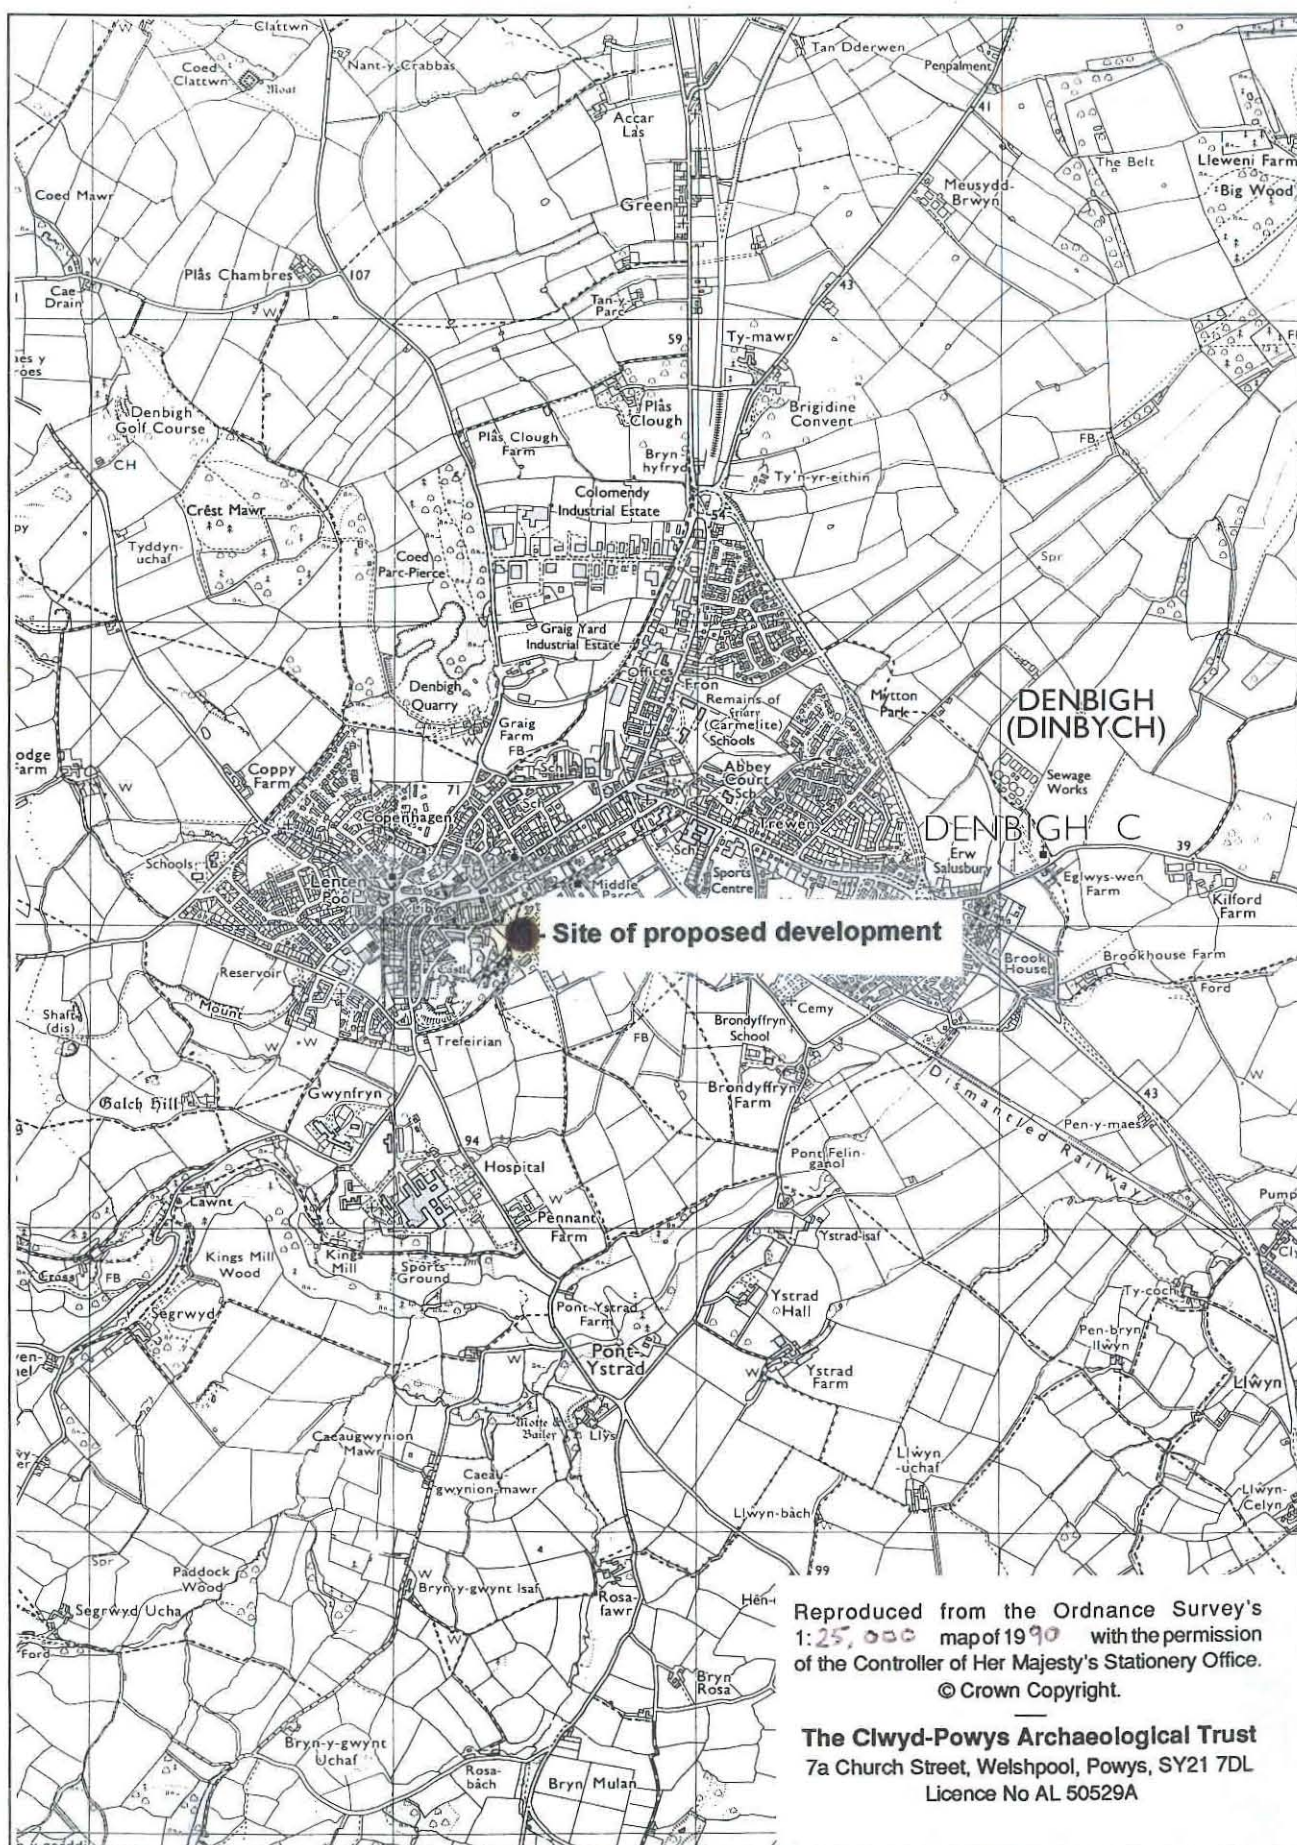 Clattwn
Coed
Clattwn
Moat
Nant-y-Crabbas
Tan Dderwen
Penpalment
41
Accar
Lâs
The Belt
Lleweni Farm
Big Wood
Meusydd-
Brwyn
Coed Mawr
W
Green
Plâs Chambres
107
Cae
Drain
W
43
Tan-y-
Parc
59
Ty-mawr
Denbigh
Golf Course
CH
Plâs
Clough
Brigidine
Convent
Plâs Clough
Farm
Bryn
hyfryd
FB
Ty'n-yr-eithin
Colomendy
Industrial Estate
54
Crêst Mawr
Tyddyn-
uchaf
Coed
Parc-Pierce
Spr
Graig Yard
Industrial Estate
Offices
Fron
Denbigh
Quarry
Remains of
Friary
(Carmelite)
Schools
Mytton
Park
DENBIGH
(DINBYCH)
Graig
Farm
FB
W
Coppy
Farm
W
71
Abbey
Court
Sch
Sewage
Works
Copenhagen
Sch
Trewen
DENBIGH C
39
Schools
Sch
Erw
Salusbury
Lenten
Pool
Middle
Parc
Sports
Centre
Eglwys-wen
Farm
Kilford
Farm
Site of proposed development
Reservoir
Castle
Brook
House
Brookhouse Farm
Ford
Mount
Shaft
(dis)
Cemy
Brondyffryn
School
Trefeirian
FB
W
W
Brondyffryn
Farm
Dismantled Railway
Galch Hill
Gwynfryn
43
Pen-y-maes
94
Pont Felin-
ganol
Hospital
Lawnt
W
Pennant
Farm
Pump
Ystrad-isaf
Kings Mill
Wood
Kings
Mill
Sports
Ground
Cross
FB
Ystrad
Hall
Ty-coch
Segrwyd
Pont-Ystrad
Farm
Pen-bryn
llwyn
Pont-
Ystrad
W
W
Ystrad
Farm
Llwyn
Motte &
Bailey
Llys
Caeaugwynion
Mawr
Llwyn
-uchaf
Caeau-
gwynion-mawr
Llwyn-
Celyn
Llwyn-bach
Spr
Paddock
Wood
99
W
Bryn-y-gwynt Isaf
Rosa-
fawr
Segrwyd Ucha
Ford
W
Bryn
Rosa
Bryn-y-gwynt
Uchaf
Rosa-
bâch
Bryn Mulan
Reproduced from the Ordnance Survey's
1:25,000 map of 1990 with the permission
of the Controller of Her Majesty's Stationery Office.
© Crown Copyright.
The Clwyd-Powys Archaeological Trust
7a Church Street, Welshpool, Powys, SY21 7DL
Licence No AL 50529A